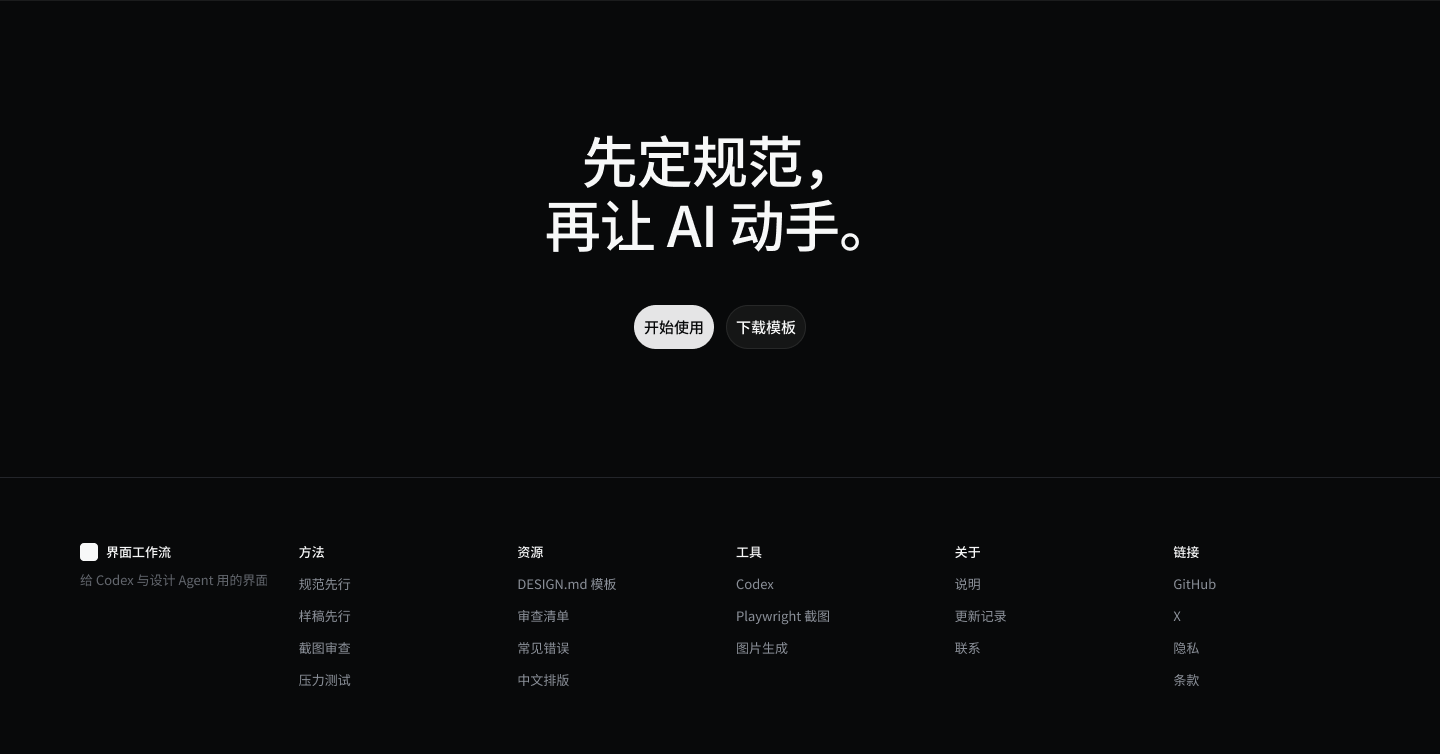 先定规范，
再让 AI 动手。
开始使用
下载模板
界面工作流
给 Codex 与设计 Agent 用的界面
方法
规范先行
样稿先行
截图审查
压力测试
资源
DESIGN.md 模板
审查清单
常见错误
中文排版
工具
Codex
Playwright 截图
图片生成
关于
说明
更新记录
联系
链接
GitHub
X
隐私
条款